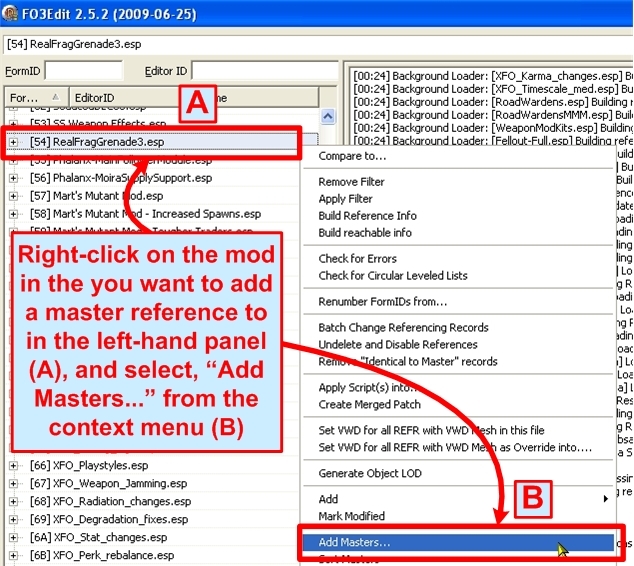 FO3Edit 2.5.2 (2009-06-25)
[54] RealFragGrenade3.esp
FormID
Editor ID
For...
EditorID
[53] SS Weapon Effects.esp
[54] RealFragGrenade3.esp
[56] Phalanx-MoiraSupplySupport.esp
[57] Mart's Mutant Mod.esp
[58] Mart's Mutant Mod - Increased Spawns.esp
[66] XFO_Playstyles.esp
[67] XFO_Weapon_Jamming.esp
[68] XFO_Radiation_changes.esp
[69] XFO_Degradation_fixes.esp
[6A] XFO_Stat_changes.esp
[6B] XFO_Perk_rebalance.esp
A
Right-click on the mod
in the you want to add
a master reference to
in the left-hand panel
(A), and select, “Add
Masters...” from the
context menu (B)
[00:24] Background Loader: [XFO_Karma_changes.esp] Buil
[00:24] Background Loader: [XFO_Timescale_med.esp] Build
[00:24] Background Loader: [RoadWardens.esp] Building r
[00:24] Background Loader: [RoadWardensMMM.esp] Buildi
[00:24] Background Loader: [WeaponModKits.esp] Building
[00:24] Background Loader: [Fellout-Full.esp] Building refe
Compare to...
Remove Filter
Apply Filter
Build Reference Info
Build reachable info
Check for Errors
Check for Circular Leveled Lists
Renumber FormIDs from...
Batch Change Referencing Records
Undelete and Disable References
Remove "Identical to Master" records
Apply Script(s) into...
Create Merged Patch
Set VWD for all REFR with VWD Mesh in this file
Set VWD for all REFR with VWD Mesh as Override into....
Generate Object LOD
Add
Mark Modified
B
Add Masters...